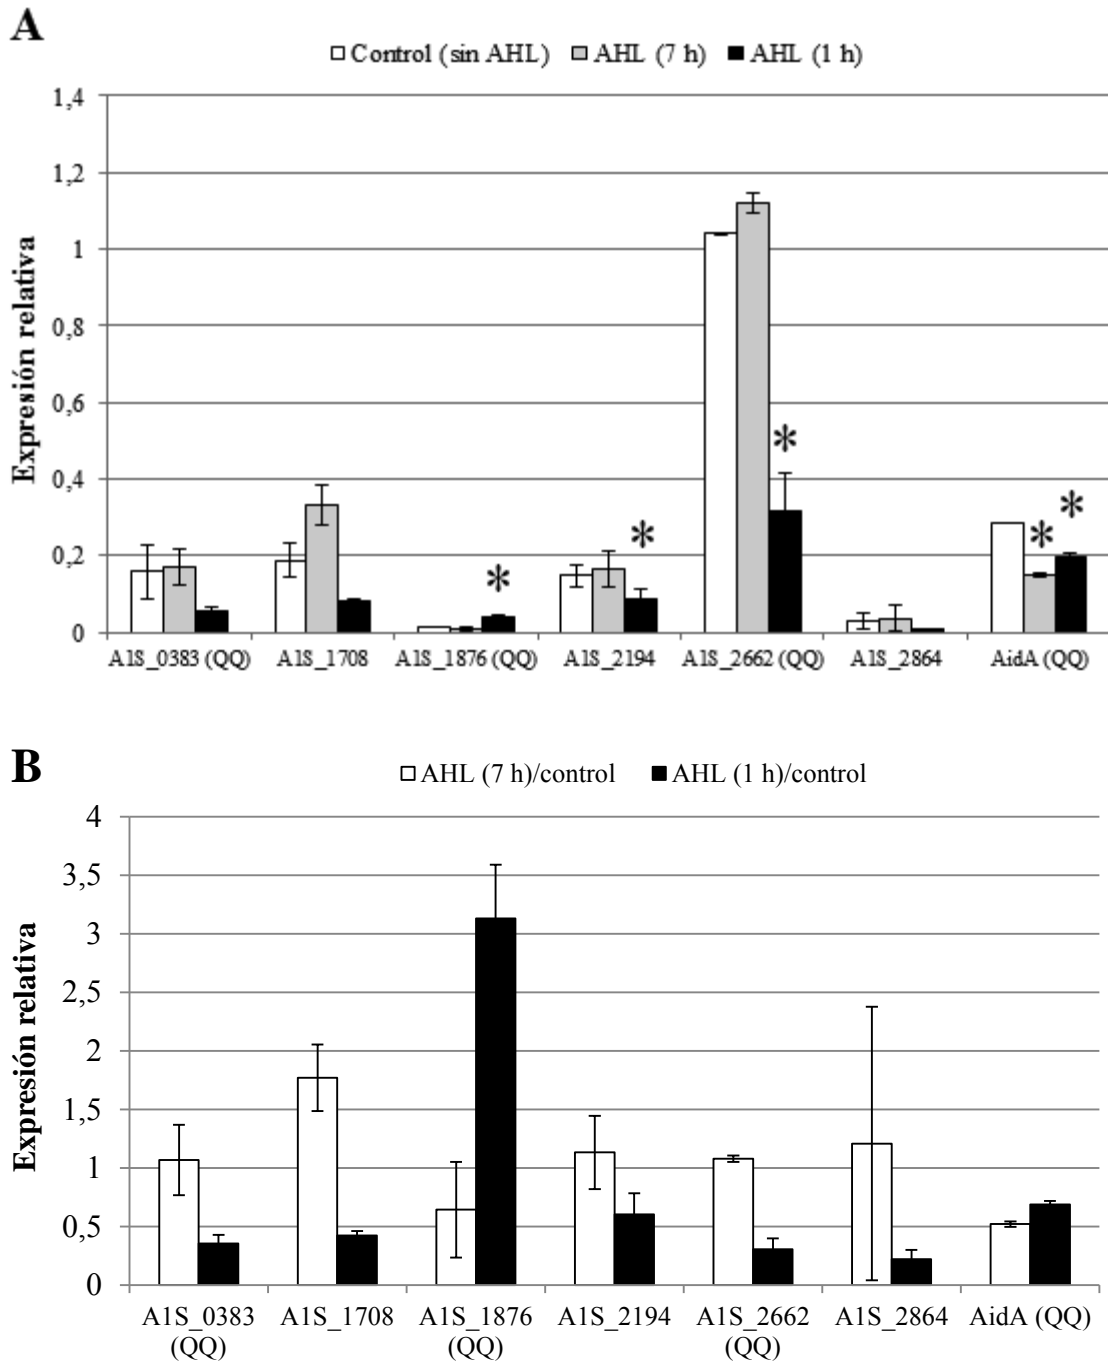 A
Control (sin AHL) AHL (7 h) AHL (1 h)
Expresión relativa
1,4
1,2
1
0,8
0,6
0,4
0,2
0
* * * * *
A1S_0383 (QQ) A1S_1708 A1S_1876 (QQ) A1S_2194 A1S_2662 (QQ) A1S_2864 AidA (QQ)
B
AHL (7 h)/control AHL (1 h)/control
Expresión relativa
4
3,5
3
2,5
2
1,5
1
0,5
0
A1S_0383 A1S_1708 A1S_1876 A1S_2194 A1S_2662 A1S_2864 AidA (QQ)
(QQ) (QQ) (QQ)